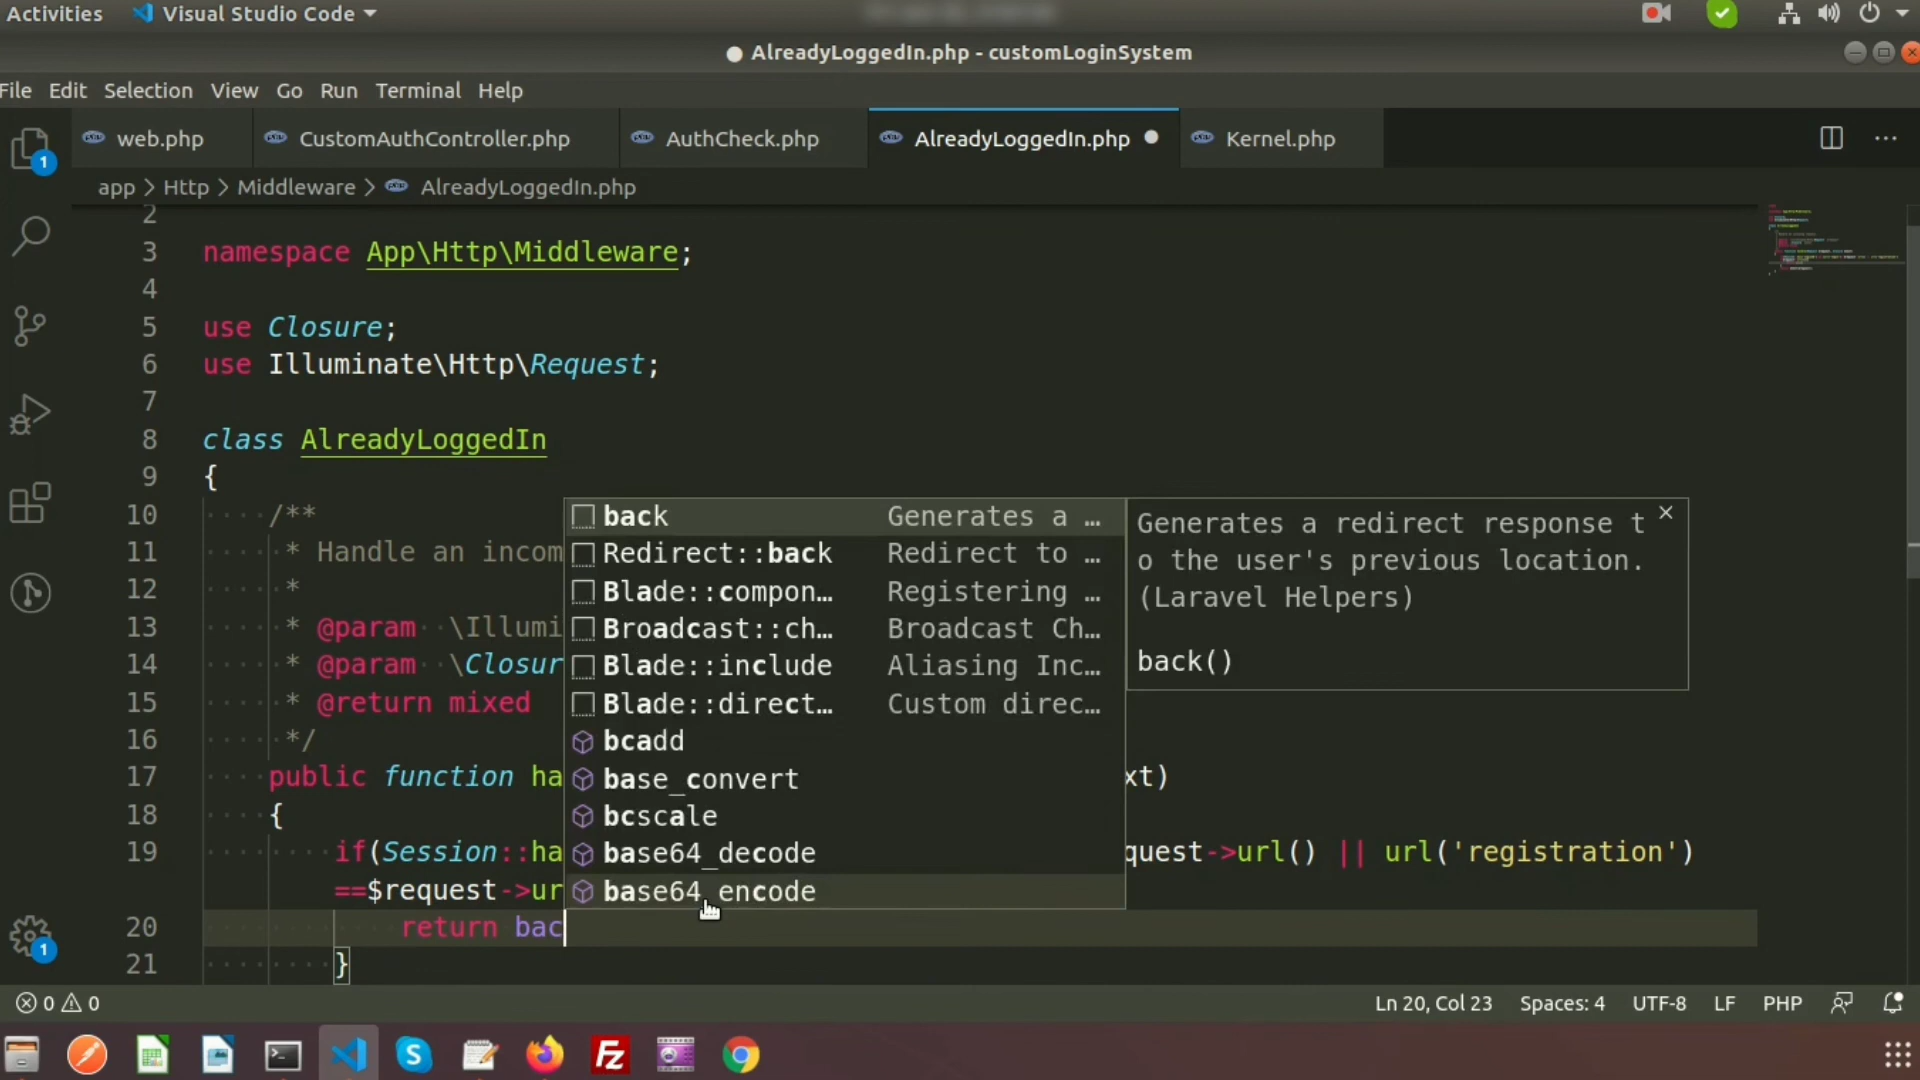 Activities Visual Studio Code
● AlreadyLoggedIn.php - customLoginSystem
File Edit Selection View Go Run Terminal Help
web.php CustomAuthController.php AuthCheck.php AlreadyLoggedIn.php Kernel.php
1
app > Http > Middleware > AlreadyLoggedIn.php
2
3 namespace App\Http\Middleware;
4
5 use Closure;
6 use Illuminate\Http\Request;
7
8 class AlreadyLoggedIn
9 {
10 /**
11 * Handle an incom
12 *
13 * @param \Illumi
14 * @param \Closur
15 * @return mixed
16 */
17 public function ha xt)
18 {
19 if(Session::ha quest->url() || url('registration')
==$request->ur
20 return bac
21 }
back Generates a …
Redirect::back Redirect to …
Blade::compon… Registering …
Broadcast::ch… Broadcast Ch…
Blade::include Aliasing Inc…
Blade::direct… Custom direc…
bcadd
base_convert
bcscale
base64_decode
base64_encode
Generates a redirect response t
o the user's previous location.
(Laravel Helpers)
back()
1
0 0 Ln 20, Col 23 Spaces: 4 UTF-8 LF PHP
S Fz